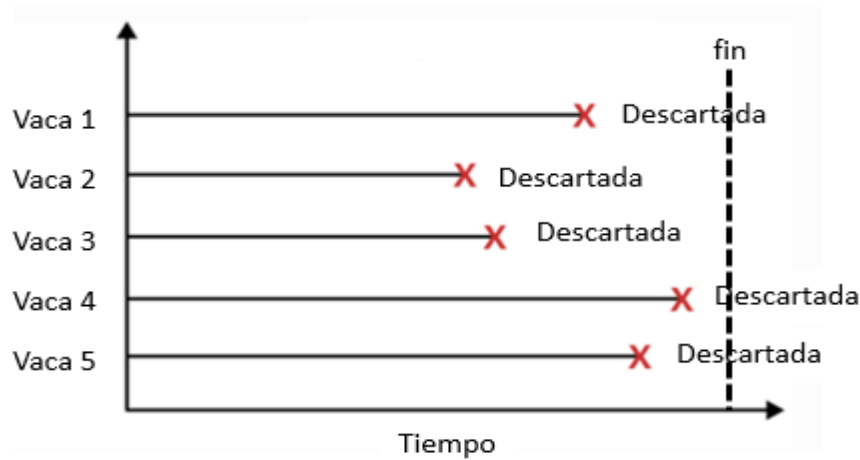 fin
Vaca 1
Descartada
Vaca 2
Descartada
Vaca 3
Descartada
Vaca 4
Descartada
Vaca 5
Descartada
Tiempo